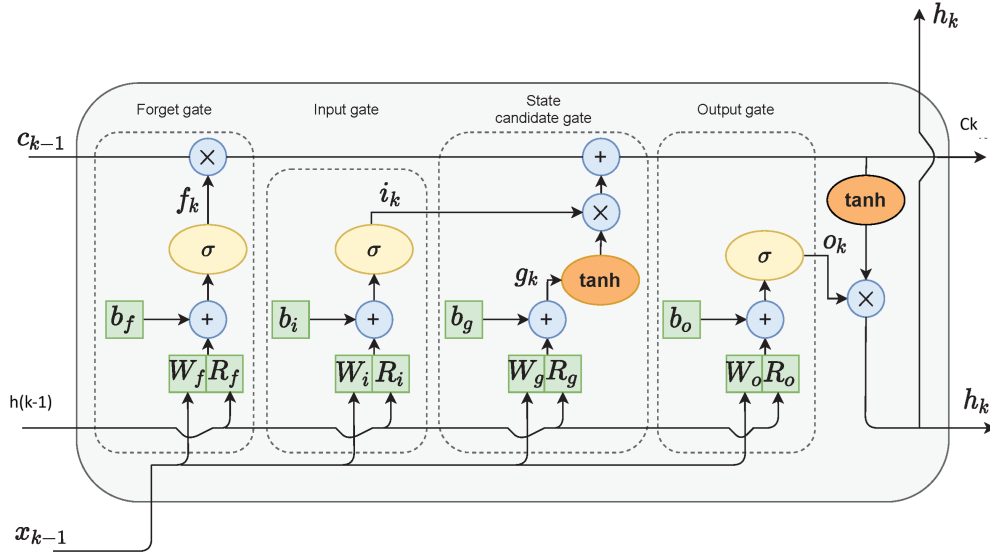 h_k
Forget gate
Input gate
State
candidate gate
Output gate
c_{k-1}
×
+
Ck
f_k
i_k
×
tanh
σ
σ
g_k
tanh
σ
o_k
×
b_f
+
b_i
+
b_g
+
b_o
+
W_f R_f
W_i R_i
W_g R_g
W_o R_o
h(k-1)
h_k
x_{k-1}